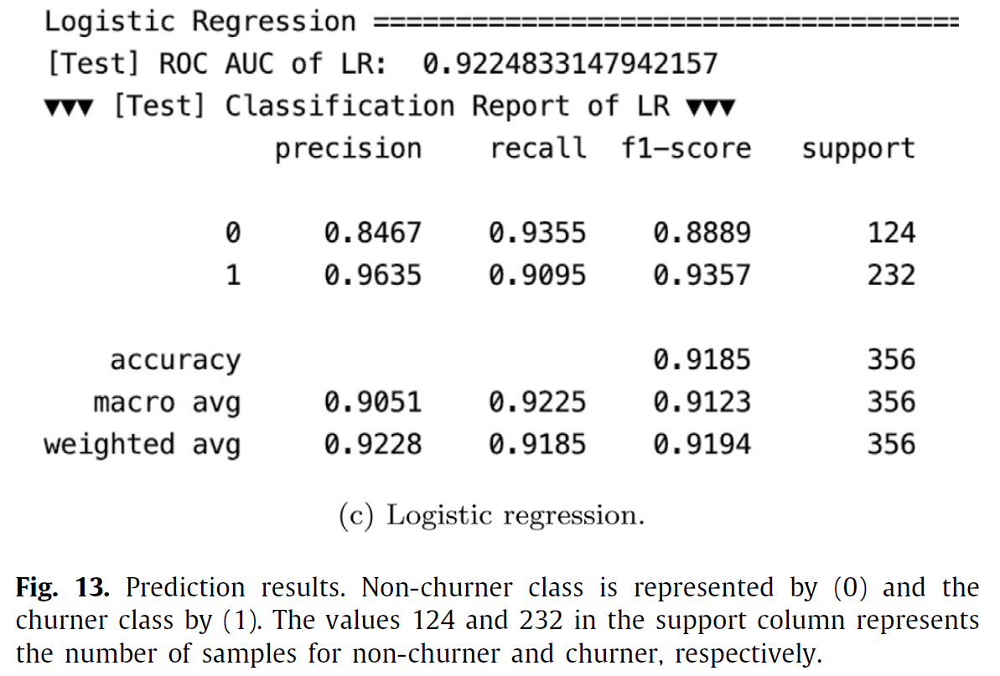 Logistic Regression ====================================
[Test] ROC AUC of LR:  0.9224833147942157
▼▼▼ [Test] Classification Report of LR ▼▼▼
precision recall f1-score support
0 0.8467 0.9355 0.8889 124
1 0.9635 0.9095 0.9357 232
accuracy 0.9185 356
macro avg 0.9051 0.9225 0.9123 356
weighted avg 0.9228 0.9185 0.9194 356
(c) Logistic regression.
Fig. 13. Prediction results. Non-churner class is represented by (0) and the
churner class by (1). The values 124 and 232 in the support column represents
the number of samples for non-churner and churner, respectively.